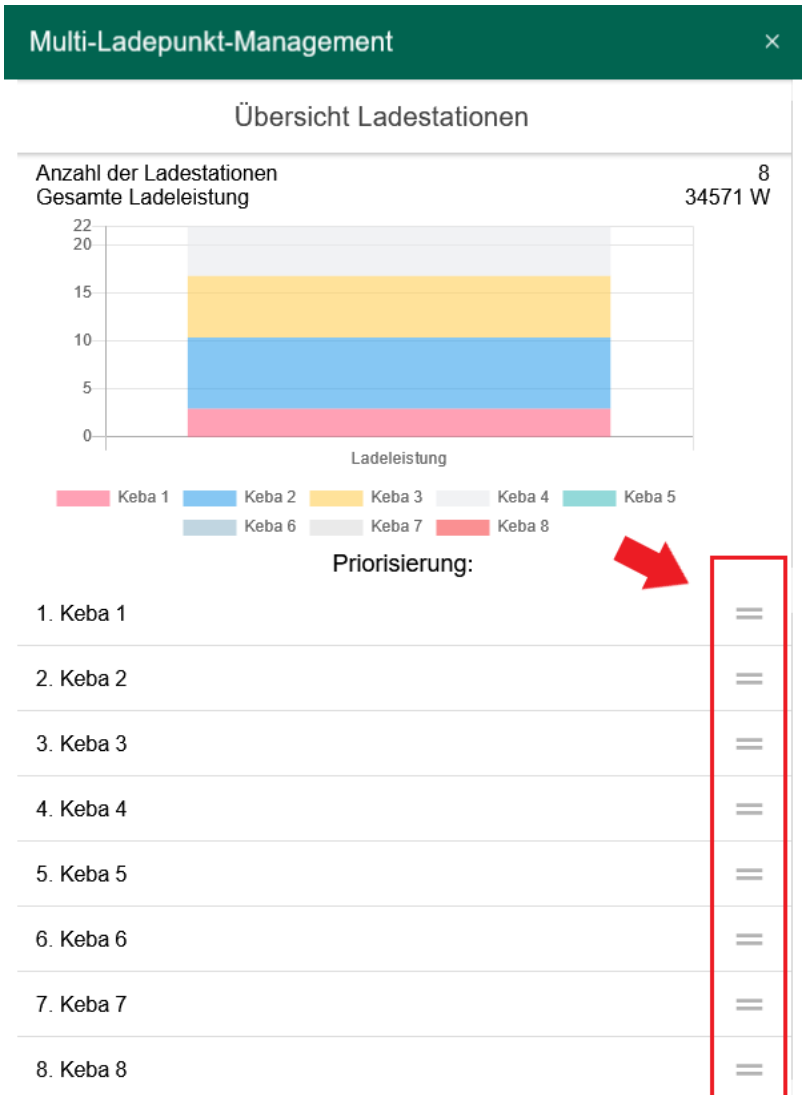 Multi-Ladepunkt-Management ×
Übersicht Ladestationen
Anzahl der Ladestationen 8
Gesamte Ladeleistung 34571 W
22
20
15
10
5
0
Ladeleistung
Keba 1 Keba 2 Keba 3 Keba 4 Keba 5
Keba 6 Keba 7 Keba 8
Priorisierung:
1. Keba 1
2. Keba 2
3. Keba 3
4. Keba 4
5. Keba 5
6. Keba 6
7. Keba 7
8. Keba 8